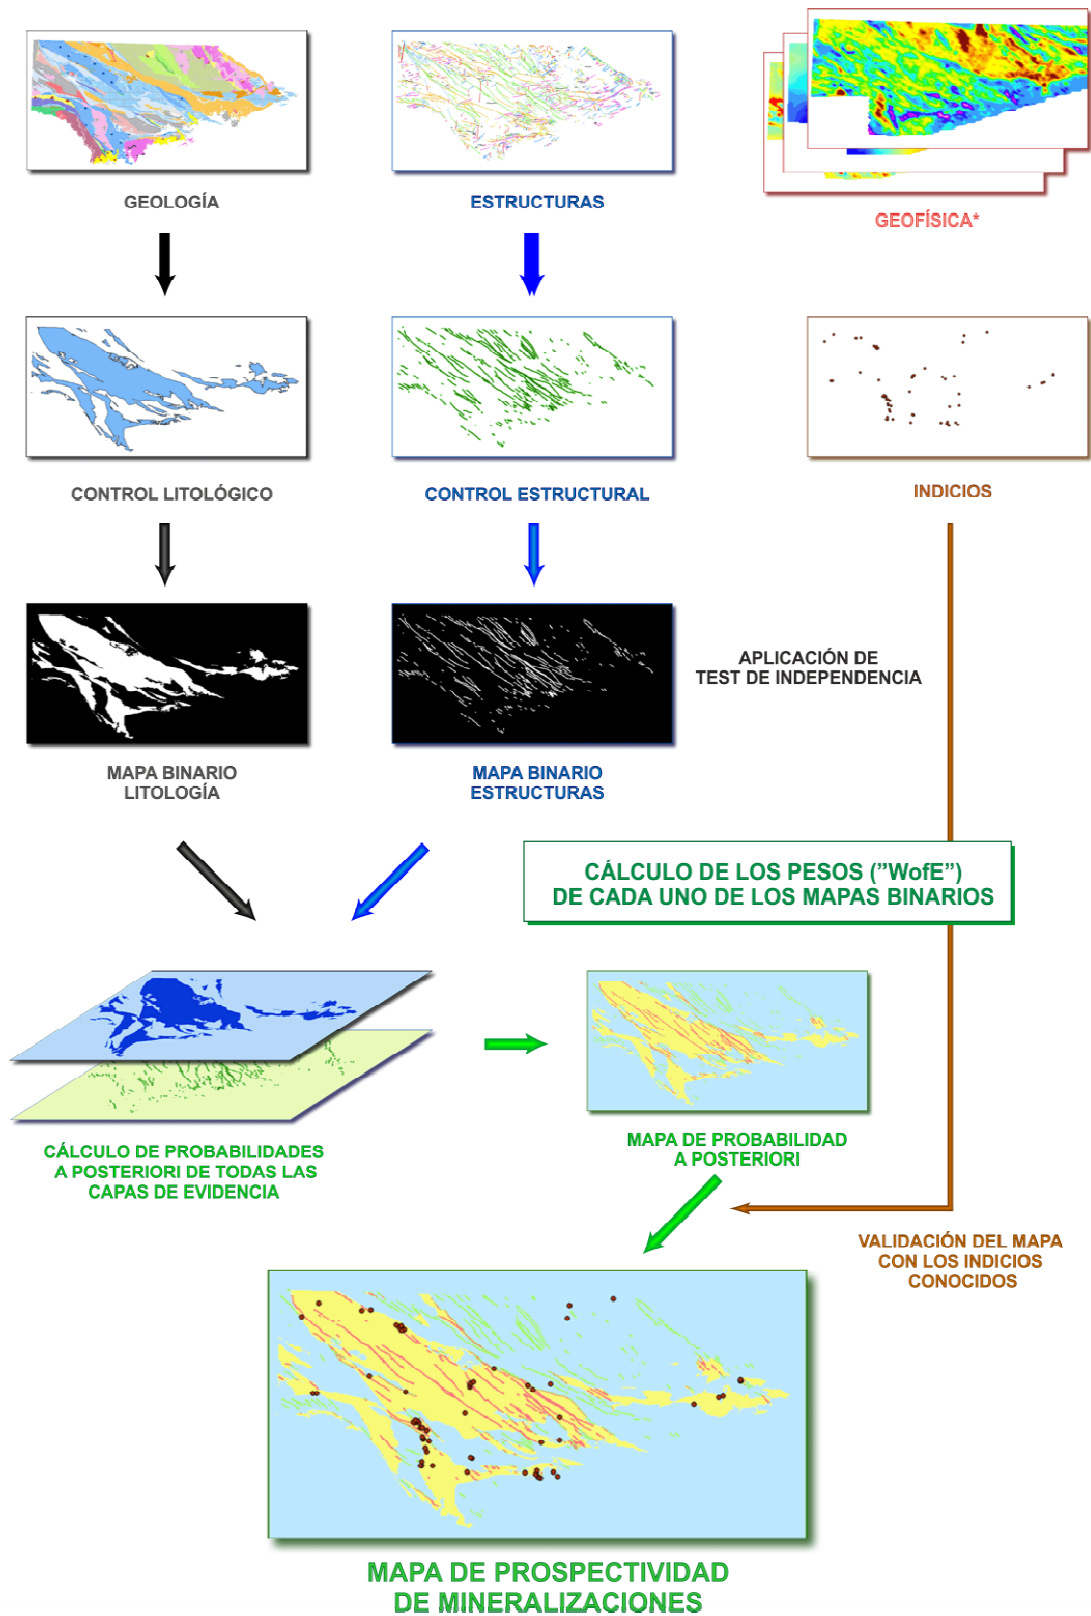 GEOLOGÍA
ESTRUCTURAS
GEOFÍSICA*
CONTROL LITOLÓGICO
CONTROL ESTRUCTURAL
INDICIOS
APLICACIÓN DE
TEST DE INDEPENDENCIA
MAPA BINARIO
LITOLOGÍA
MAPA BINARIO
ESTRUCTURAS
CÁLCULO DE LOS PESOS ("WofE")
DE CADA UNO DE LOS MAPAS BINARIOS
CÁLCULO DE PROBABILIDADES
A POSTERIORI DE TODAS LAS
CAPAS DE EVIDENCIA
MAPA DE PROBABILIDAD
A POSTERIORI
VALIDACIÓN DEL MAPA
CON LOS INDICIOS
CONOCIDOS
MAPA DE PROSPECTIVIDAD
DE MINERALIZACIONES